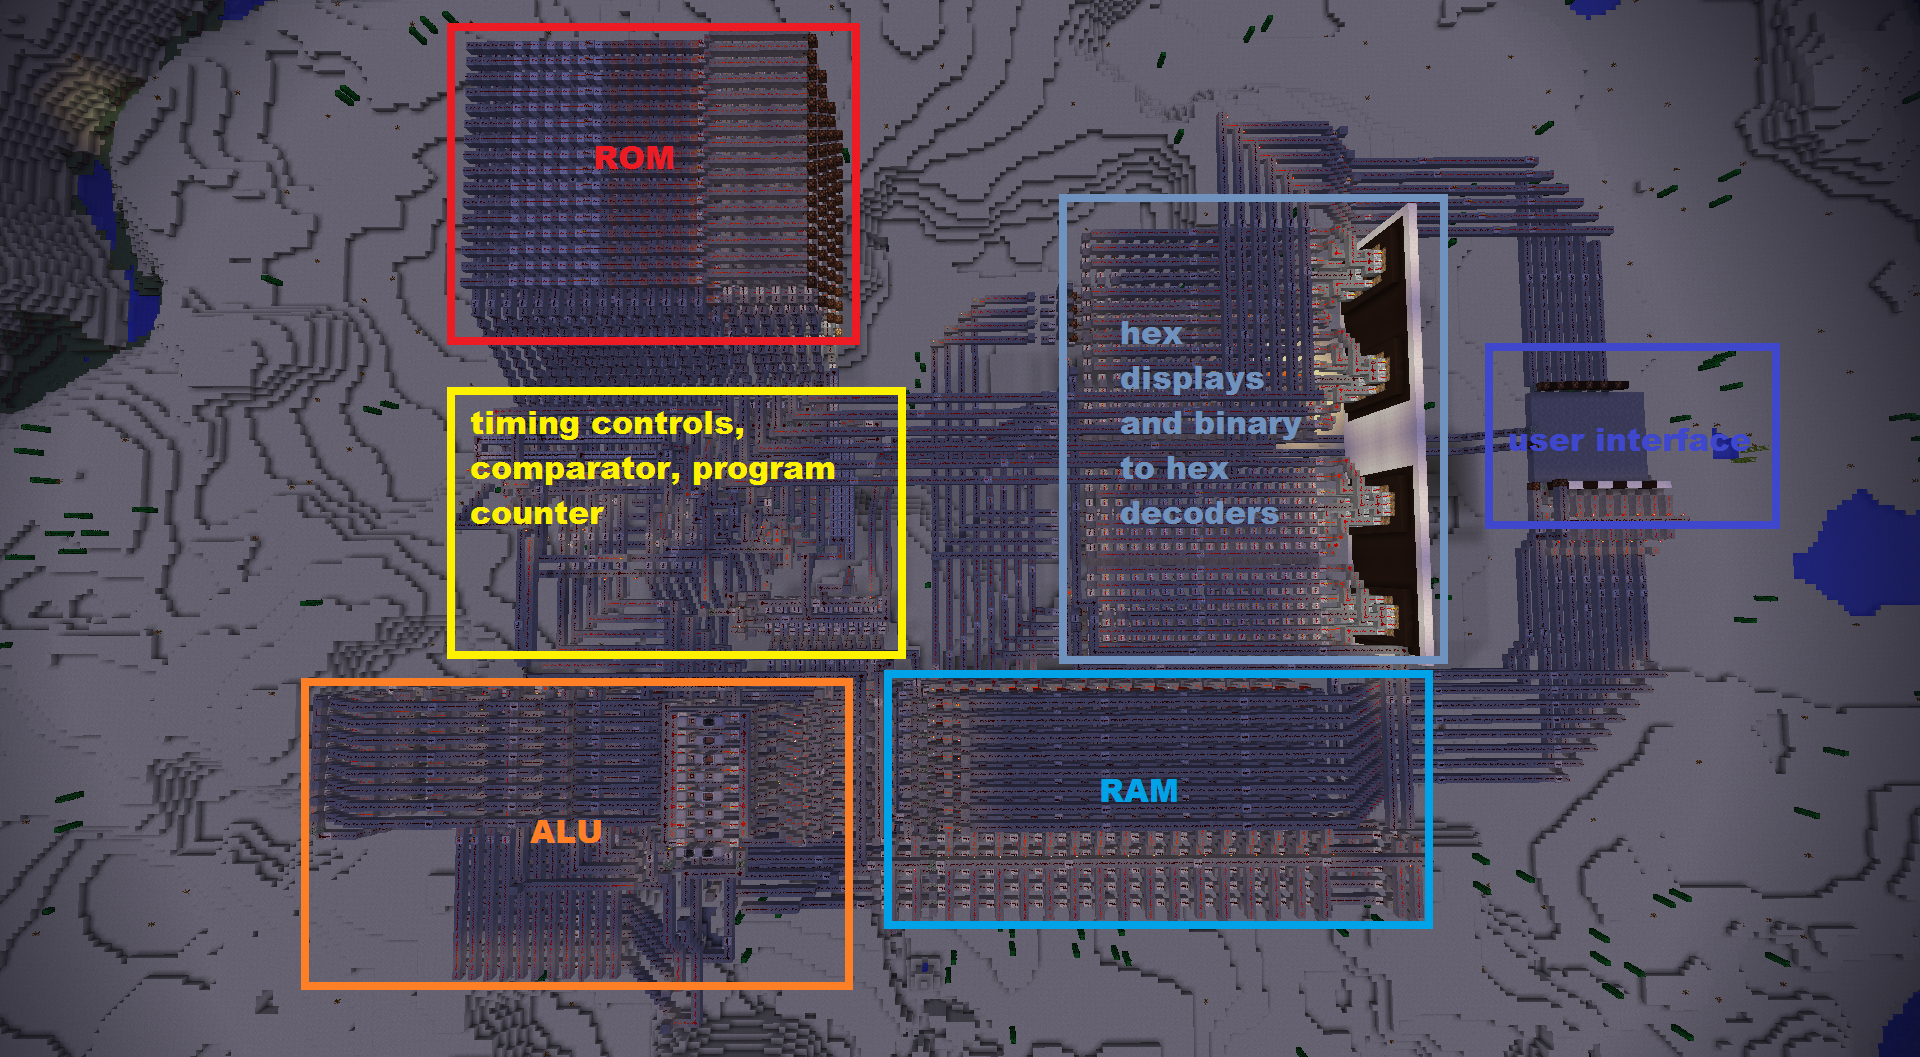 ROM
timing controls,
comparator, program
counter
hex
displays
and binary
to hex
decoders
user interface
ALU
RAM